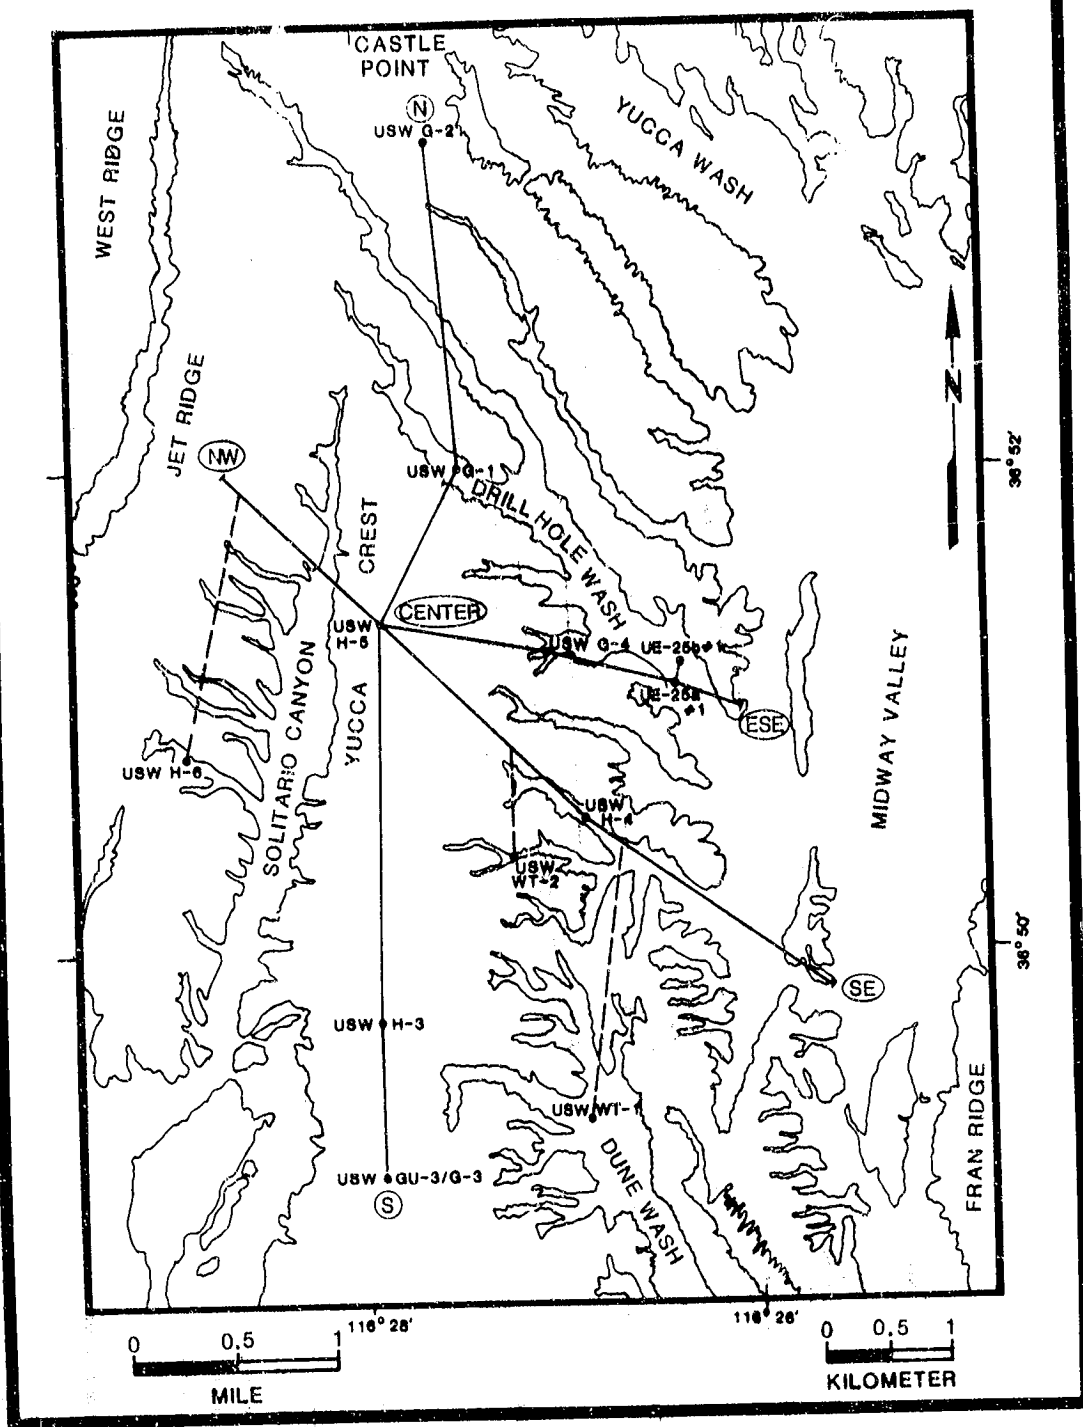 CASTLE
POINT
N
USW G-2
YUCCA WASH
WEST RIDGE
JET RIDGE
NW
N
36° 52'
USW G-1
DRILL HOLE WASH
CREST
CENTER
USW
H-5
USW G-4
UE-25b#1
UE-25a
#1
ESE
SOLITARIO CANYON
YUCCA
MIDWAY VALLEY
USW H-6
USW
H-4
USW
WT-2
36° 50'
SE
USW H-3
USW WT-1
FRAN RIDGE
USW GU-3/G-3
S
DUNE WASH
116° 28'
116° 26'
0 0.5 1
MILE
0 0.5 1
KILOMETER